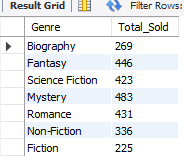 Result Grid Filter Rows:
Genre Total_Sold
Biography 269
Fantasy 446
Science Fiction 423
Mystery 483
Romance 431
Non-Fiction 336
Fiction 225